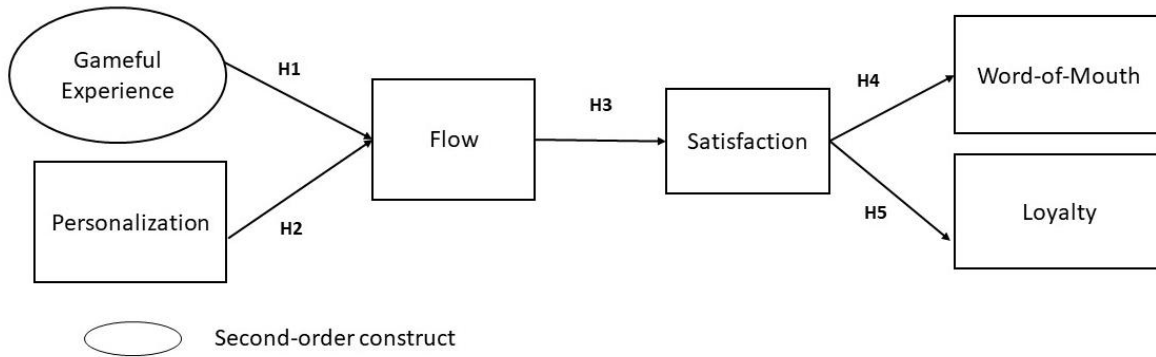 Gameful
Experience
H1
Flow
H3
Satisfaction
H4
Word-of-Mouth
Personalization
H2
H5
Loyalty
Second-order construct